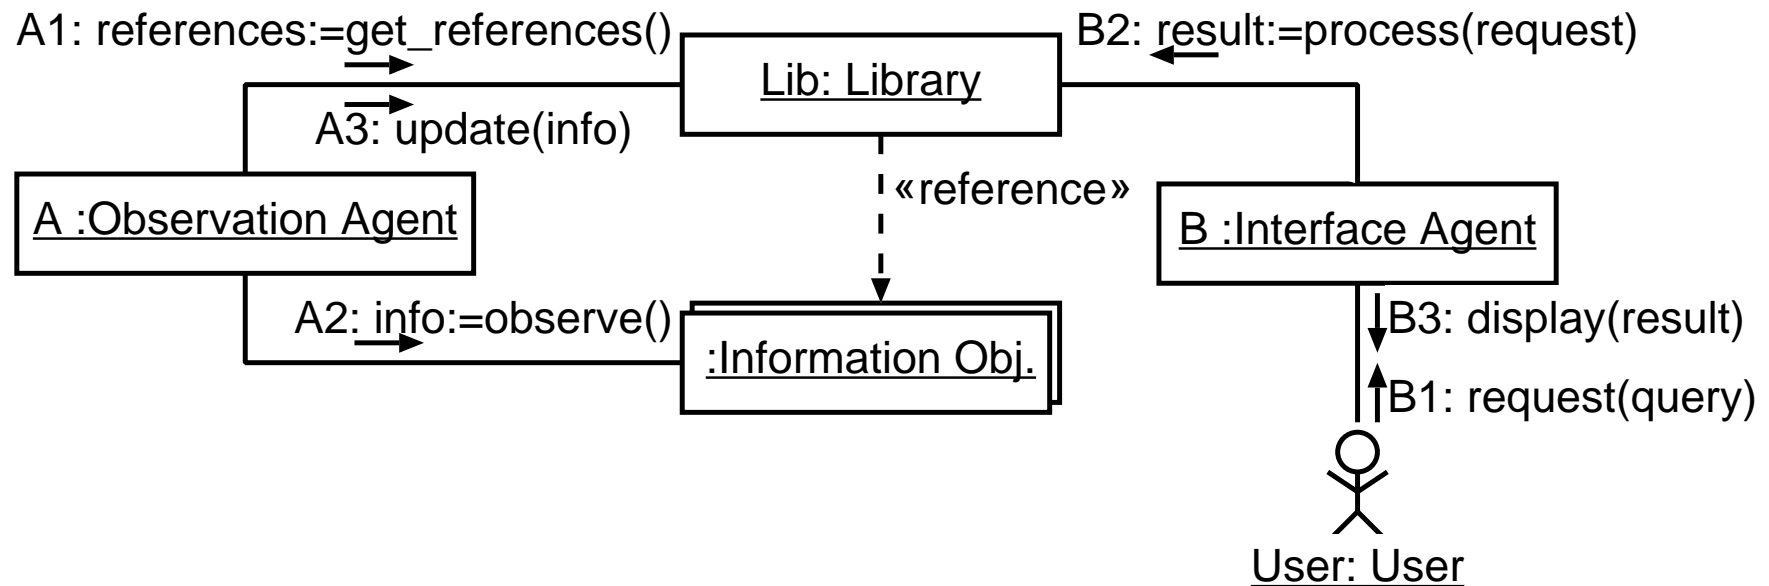 A1: references:=get_references()
B2: result:=process(request)
Lib: Library
A3: update(info)
«reference»
A :Observation Agent
B :Interface Agent
A2: info:=observe()
B3: display(result)
:Information Obj.
B1: request(query)
User: User